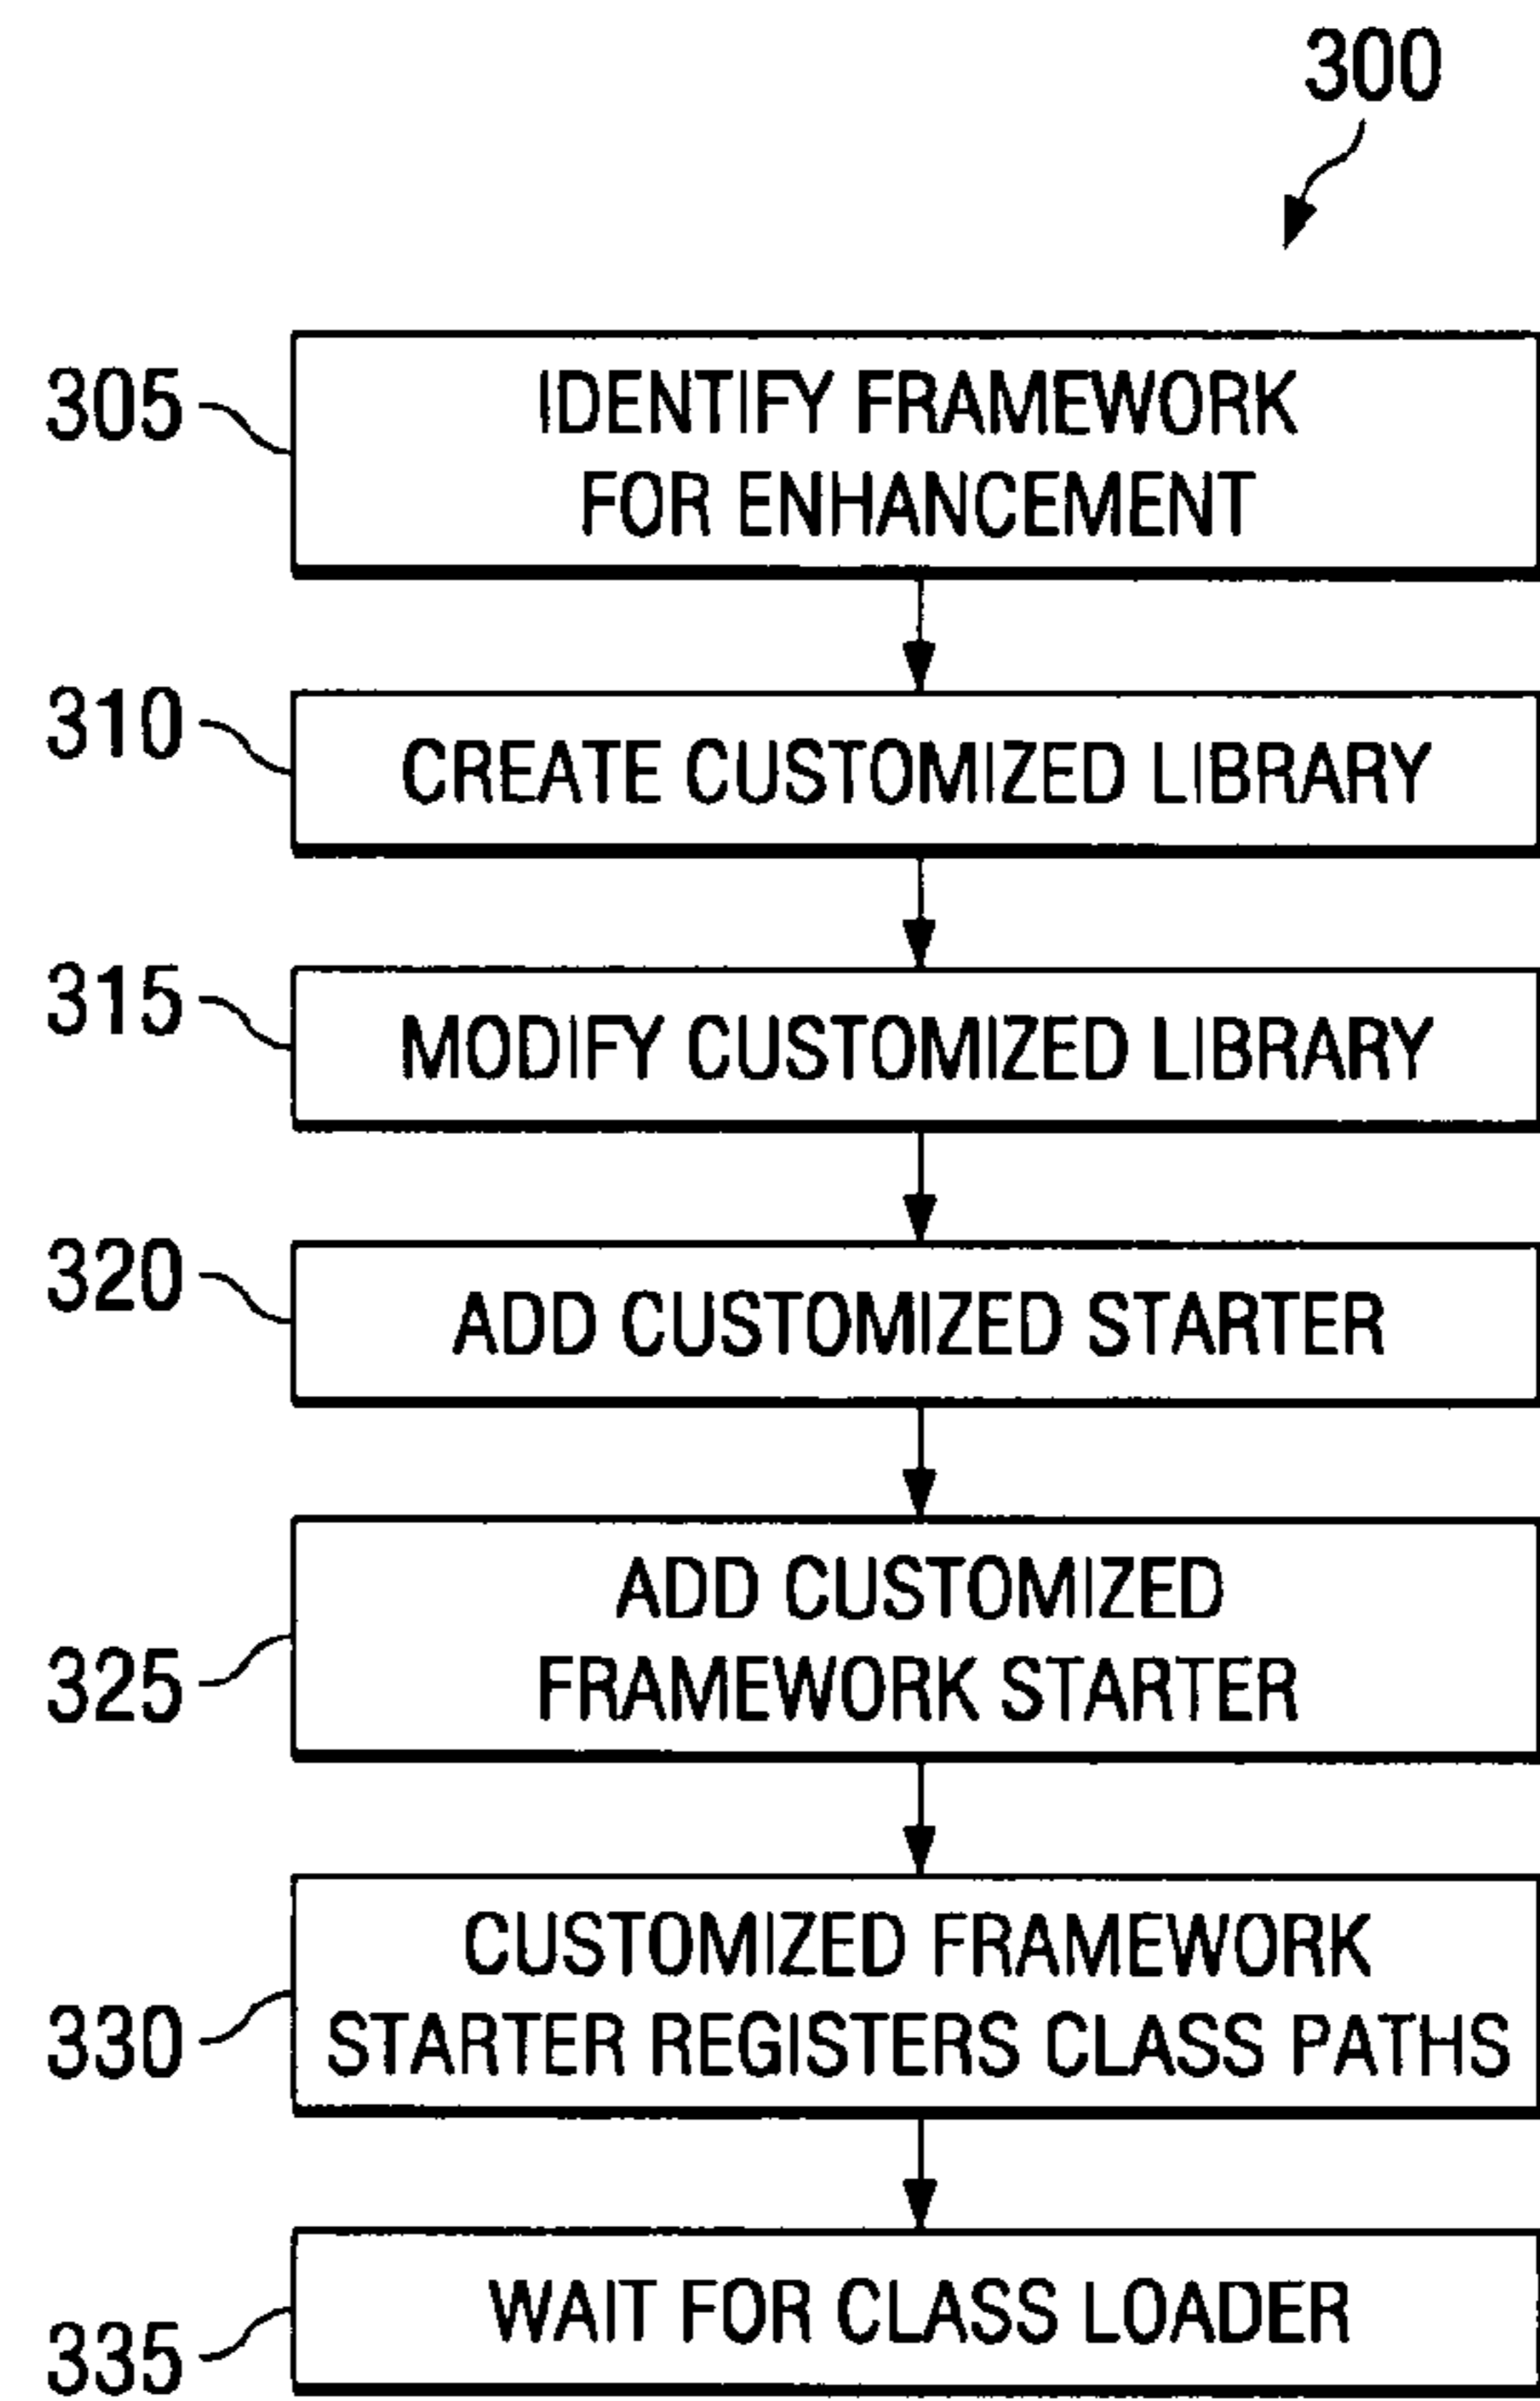 300
305
IDENTIFY FRAMEWORK
FOR ENHANCEMENT
310
CREATE CUSTOMIZED LIBRARY
315
MODIFY CUSTOMIZED LIBRARY
320
ADD CUSTOMIZED STARTER
325
ADD CUSTOMIZED
FRAMEWORK STARTER
330
CUSTOMIZED FRAMEWORK
STARTER REGISTERS CLASS PATHS
335
WAIT FOR CLASS LOADER